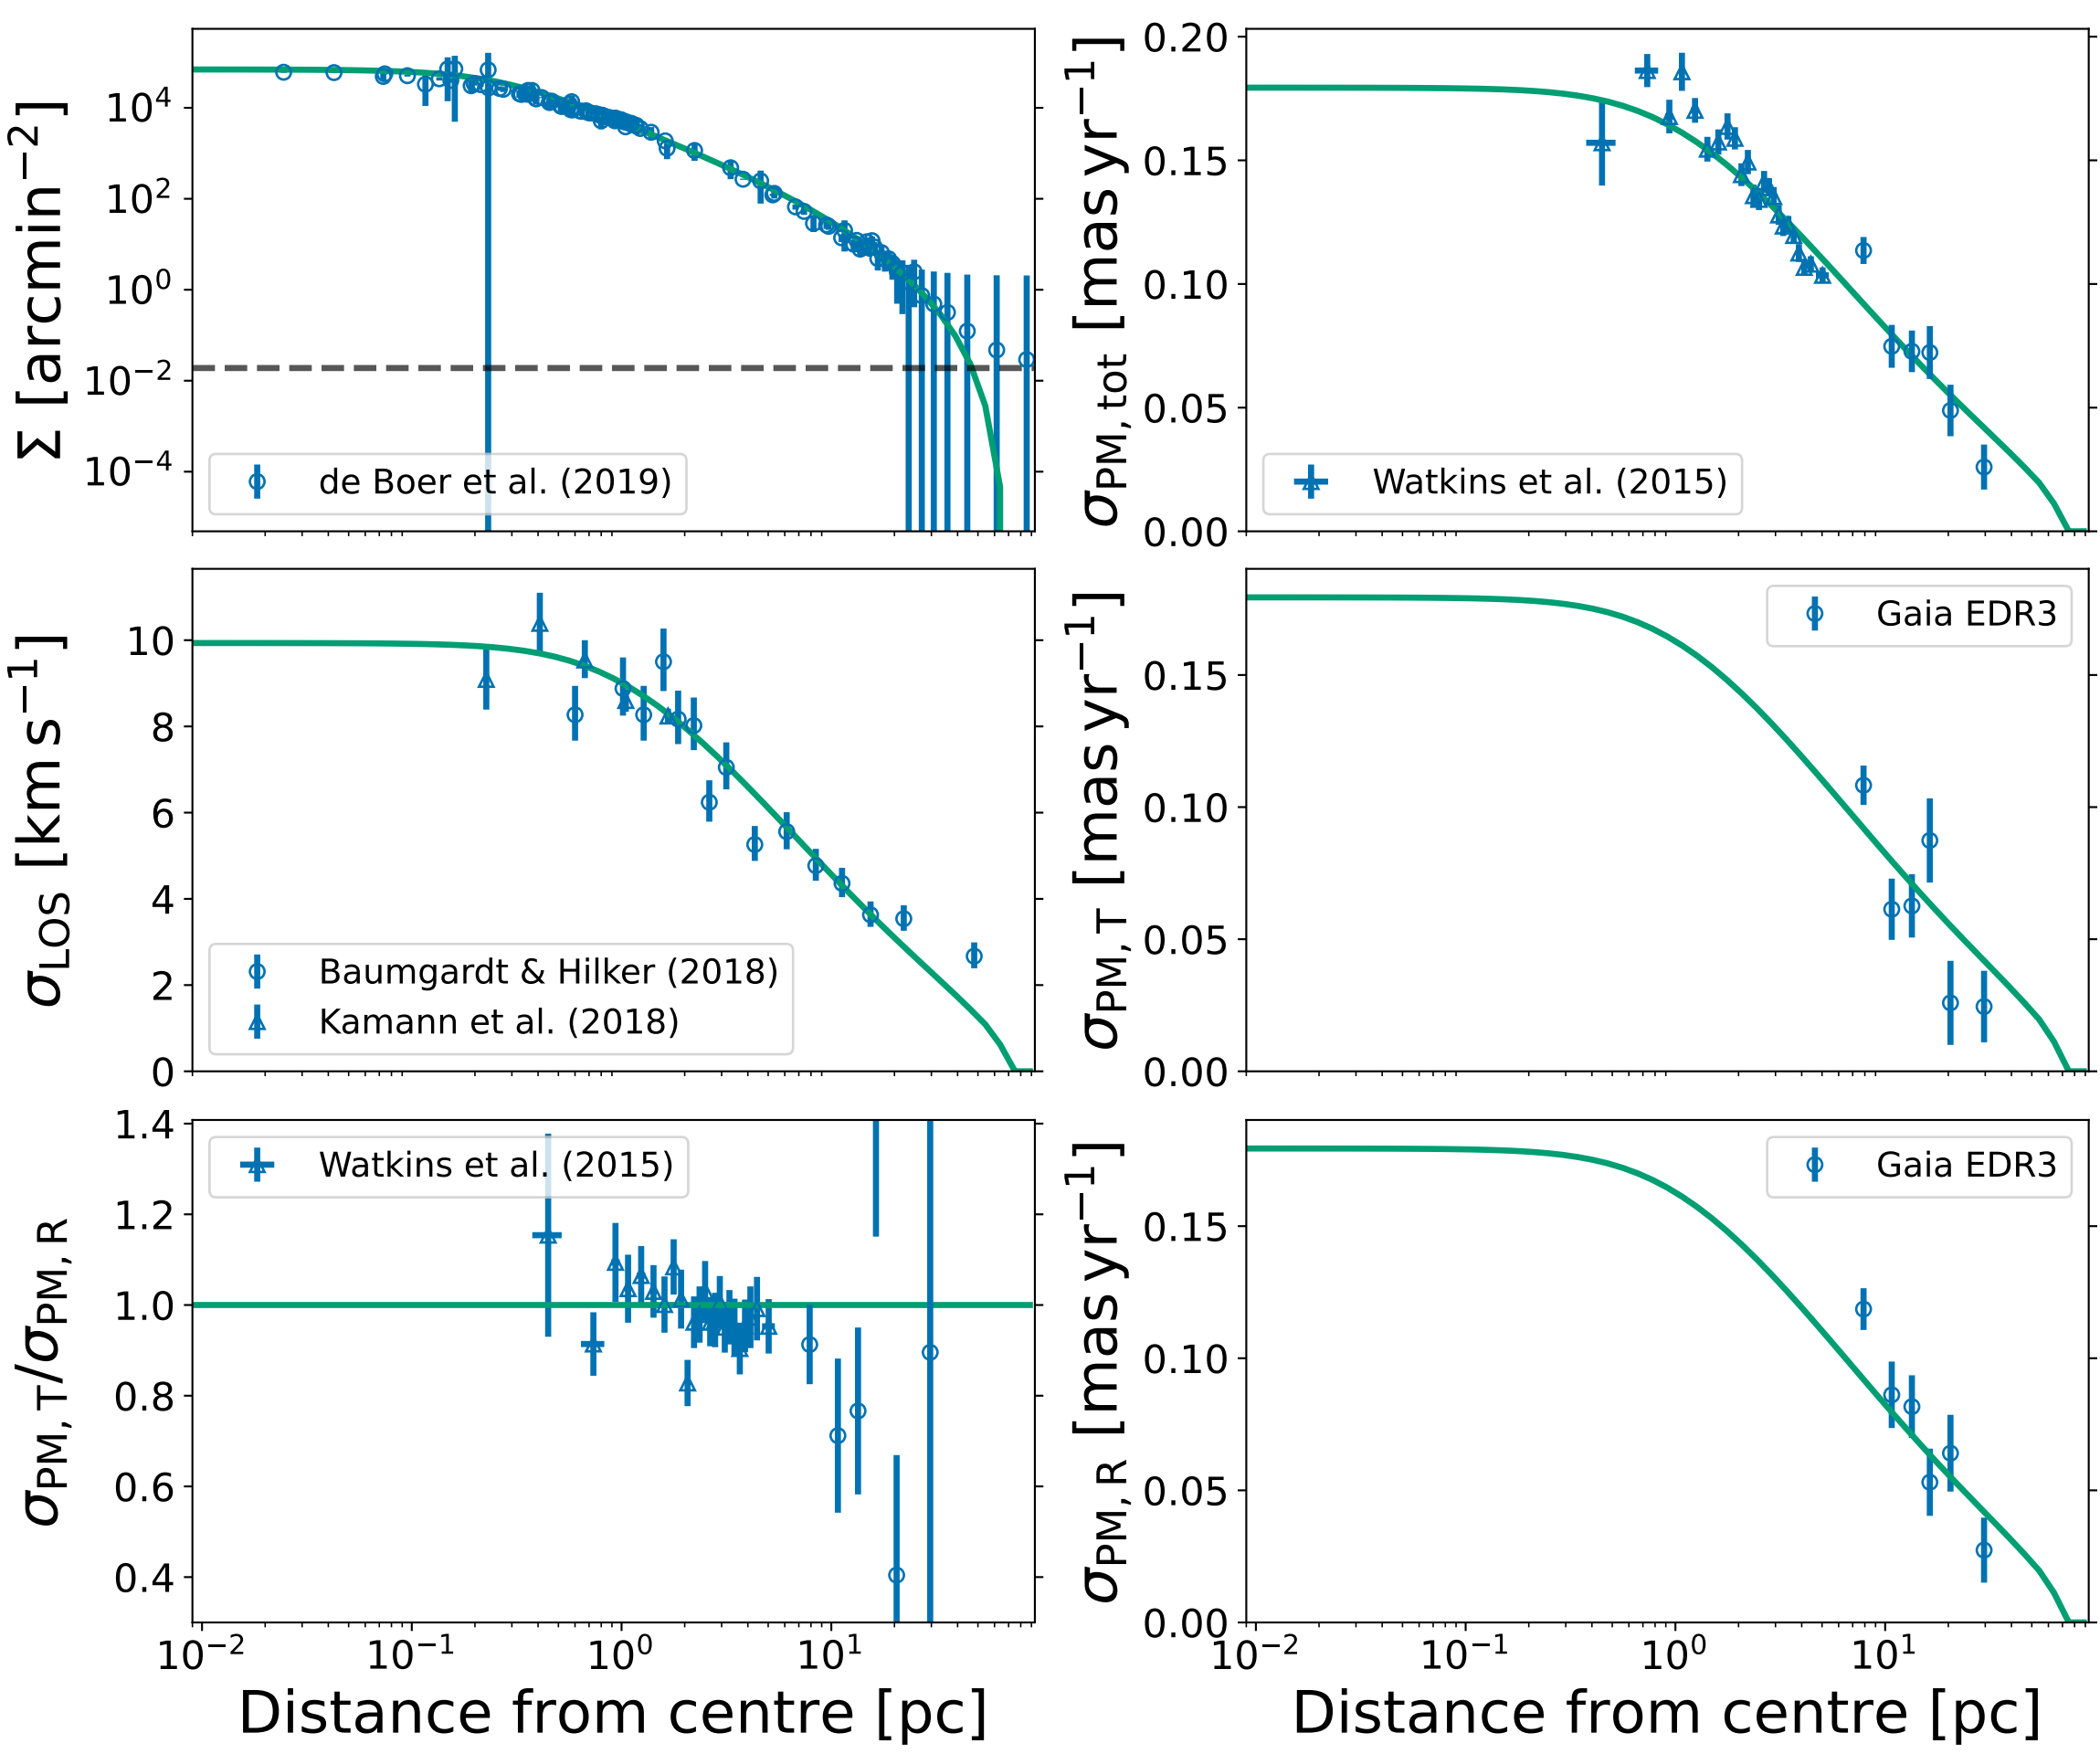 Σ [arcmin⁻²]
10⁴
10²
10⁰
10⁻²
10⁻⁴
de Boer et al. (2019)
σPM, tot [mas yr⁻¹]
0.20
0.15
0.10
0.05
0.00
Watkins et al. (2015)
σLOS [km s⁻¹]
10
8
6
4
2
0
Baumgardt & Hilker (2018)
Kamann et al. (2018)
σPM, T [mas yr⁻¹]
0.15
0.10
0.05
0.00
Gaia EDR3
σPM, T/σPM, R
1.4
1.2
1.0
0.8
0.6
0.4
Watkins et al. (2015)
10⁻² 10⁻¹ 10⁰ 10¹
Distance from centre [pc]
σPM, R [mas yr⁻¹]
0.15
0.10
0.05
0.00
Gaia EDR3
10⁻² 10⁻¹ 10⁰ 10¹
Distance from centre [pc]